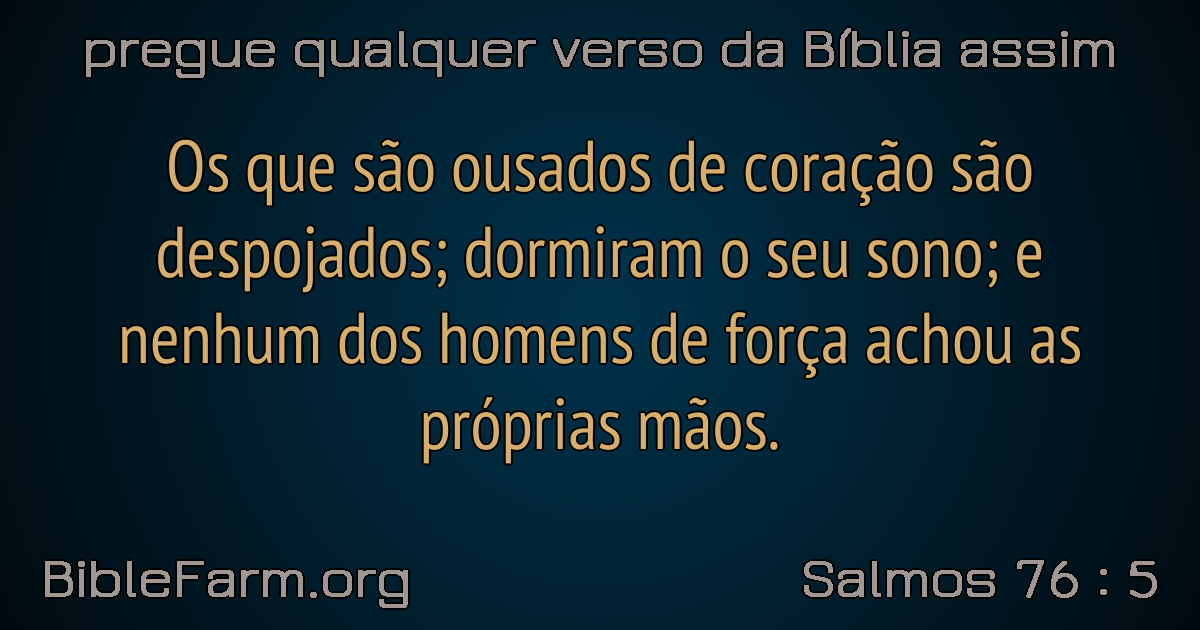 pregue qualquer verso da Bíblia assim
Os que são ousados de coração são
despojados; dormiram o seu sono; e
nenhum dos homens de força achou as
próprias mãos.
BibleFarm.org
Salmos 76 : 5